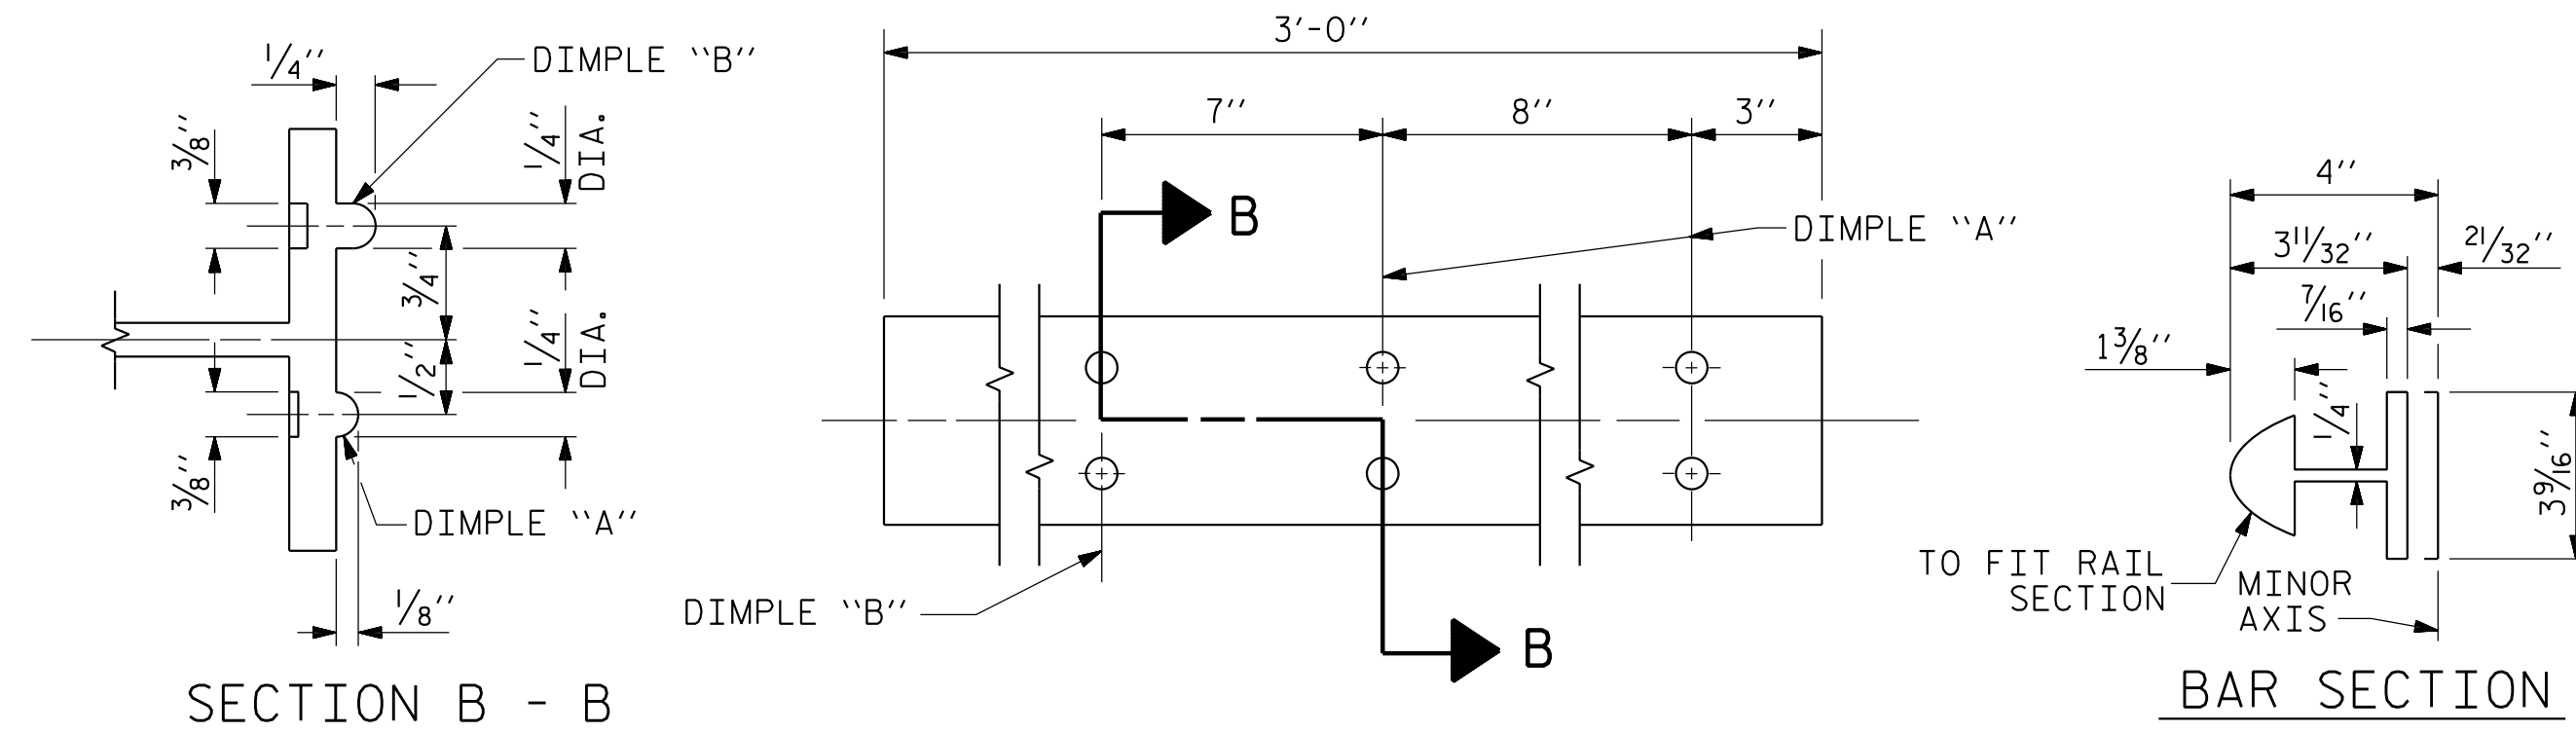 1/4"
DIMPLE "B"
3/8"
1/4"
DIA.
3/4"
1/4"
DIA.
1/2"
3/8"
DIMPLE "A"
1/8"
SECTION B - B
3'-0"
7"
8"
3"
B
DIMPLE "A"
DIMPLE "B"
B
4"
3 11/32"
21/32"
7/16"
1 3/8"
1/4"
3 9/16"
TO FIT RAIL
SECTION
MINOR
AXIS
BAR SECTION